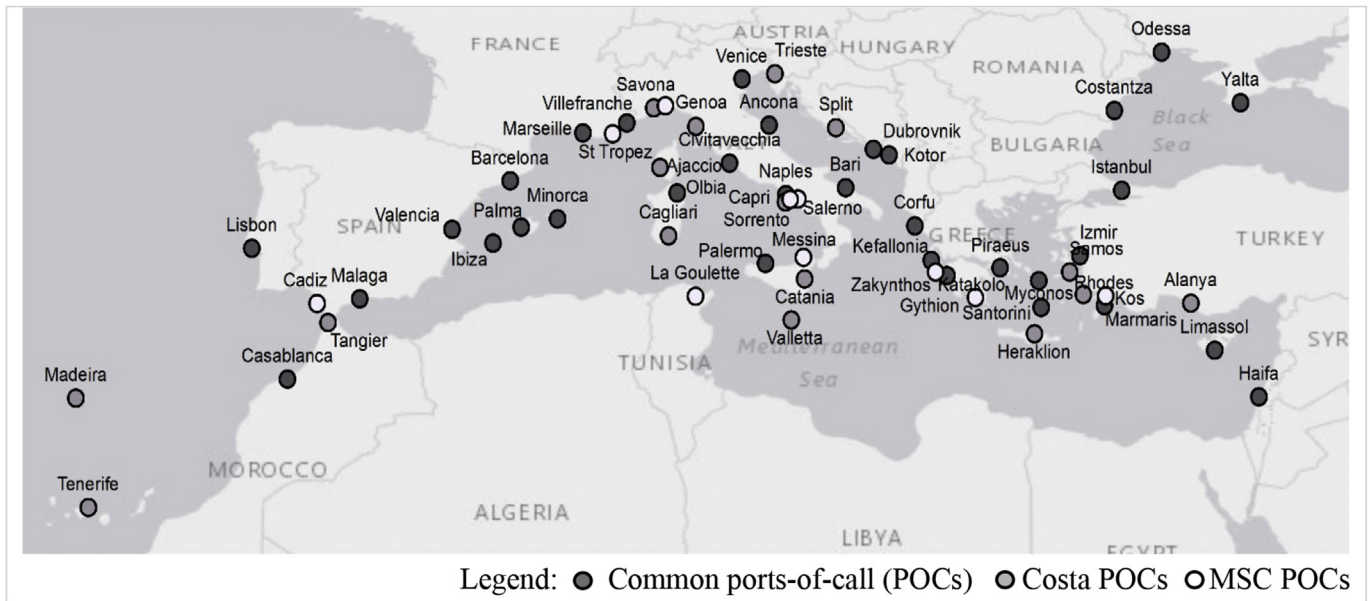 Odessa
AUSTRIA
FRANCE
Venice Trieste
HUNGARY
ROMANIA
Yalta
Savona
Costantza
Villefranche
Genoa
Ancona
Split
Black
Sea
Marseille
St Tropez
Civitavecchia
ITALY
Dubrovnik
BULGARIA
Kotor
Barcelona
Ajaccio
Bari
Istanbul
Minorca
Olbia
Naples
Capri
Valencia
Palma
Salerno
Corfu
Lisbon
SPAIN
Cagliari
Sorrento
GREECE
Izmir
TURKEY
Ibiza
Palermo
Messina
Kefallonia
Piraeus
Samos
Cadiz Malaga
La Goulette
Zakynthos Katakolo
Rhodes
Alanya
Catania
Gythion
Myconos
Kos
Santorini
Marmaris
Limassol
Tangier
Valletta
Heraklion
SYR
Casablanca
TUNISIA
Mediterranean
Sea
Madeira
Haifa
MOROCCO
Tenerife
ALGERIA
LIBYA
EGYPT
Legend: Common ports-of-call (POCs) Costa POCs MSC POCs